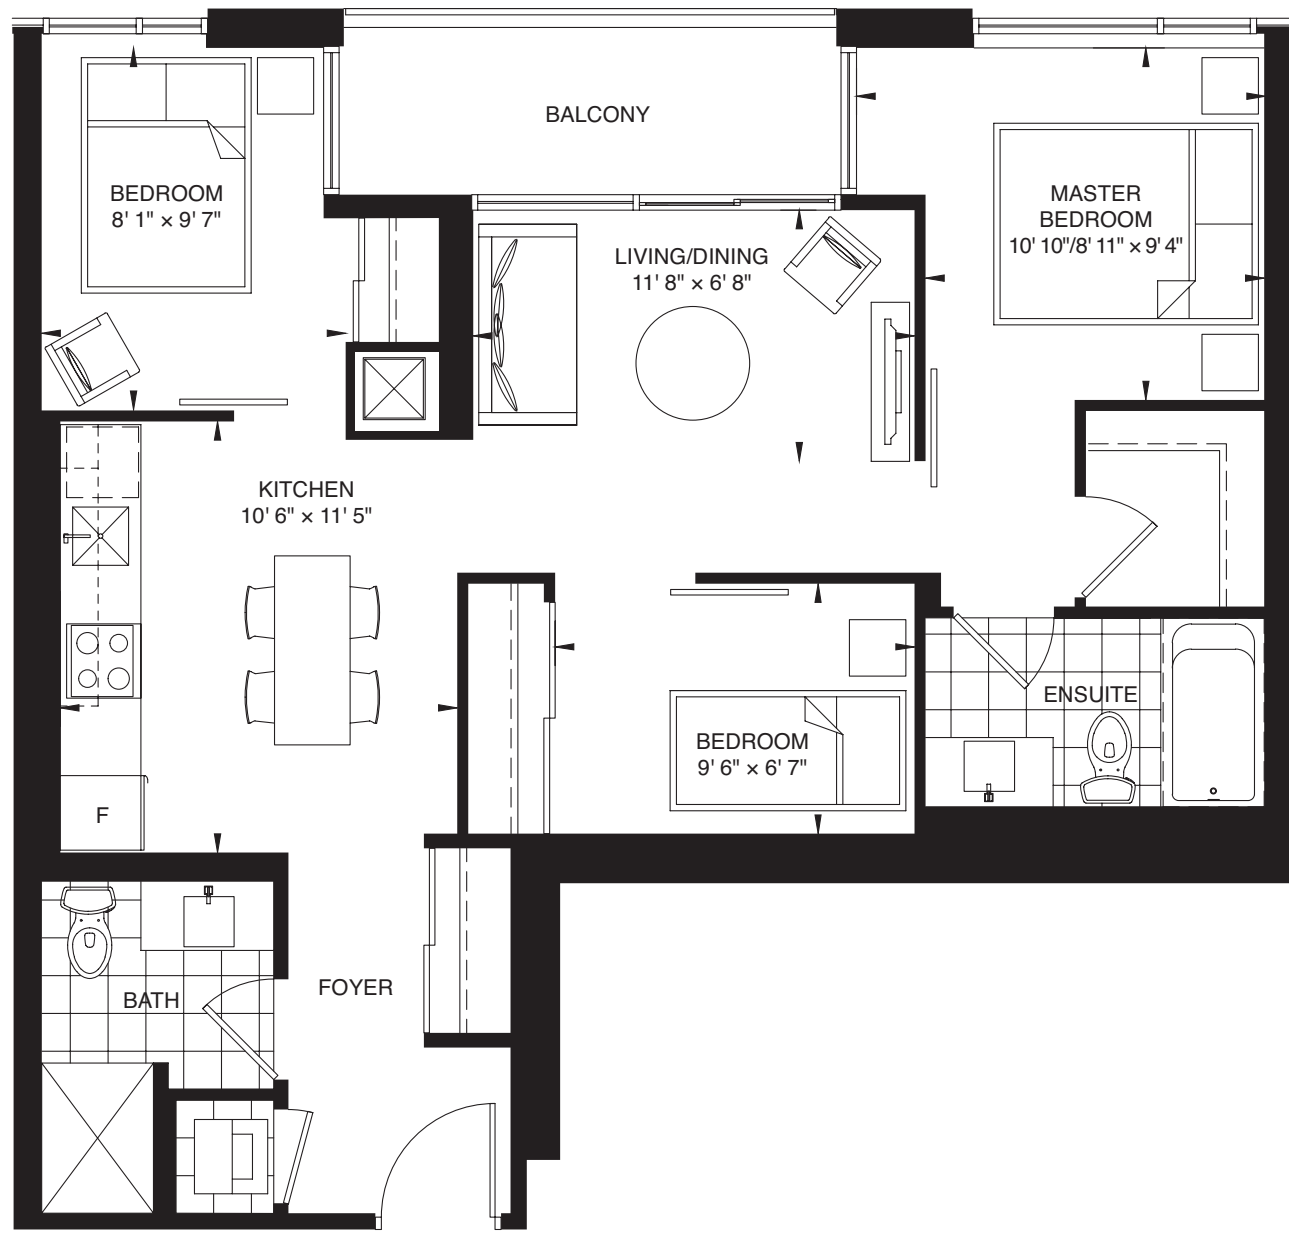 BALCONY
BEDROOM
8' 1" × 9' 7"
MASTER
BEDROOM
10' 10"/8' 11" × 9' 4"
LIVING/DINING
11' 8" × 6' 8"
KITCHEN
10' 6" × 11' 5"
ENSUITE
BEDROOM
9' 6" × 6' 7"
F
FOYER
BATH